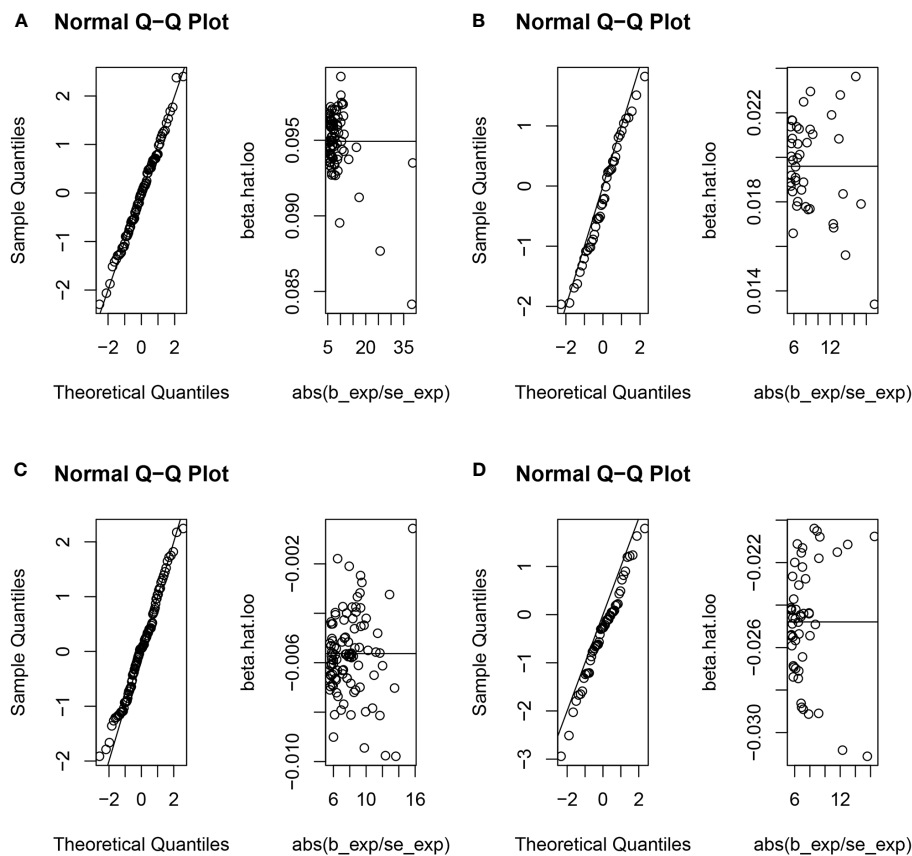 A Normal Q−Q Plot
Sample Quantiles
2
1
0
−1
−2
−2 0 2
Theoretical Quantiles
beta.hat.loo
0.095
0.090
0.085
5 20 35
abs(b_exp/se_exp)
B Normal Q−Q Plot
Sample Quantiles
1
0
−1
−2
−2 0 2
Theoretical Quantiles
beta.hat.loo
0.022
0.018
0.014
6 12
abs(b_exp/se_exp)
C Normal Q−Q Plot
Sample Quantiles
2
1
0
−1
−2
−2 0 2
Theoretical Quantiles
beta.hat.loo
−0.002
−0.006
−0.010
6 10 16
abs(b_exp/se_exp)
D Normal Q−Q Plot
Sample Quantiles
1
0
−1
−2
−3
−2 0 2
Theoretical Quantiles
beta.hat.loo
−0.022
−0.026
−0.030
6 12
abs(b_exp/se_exp)